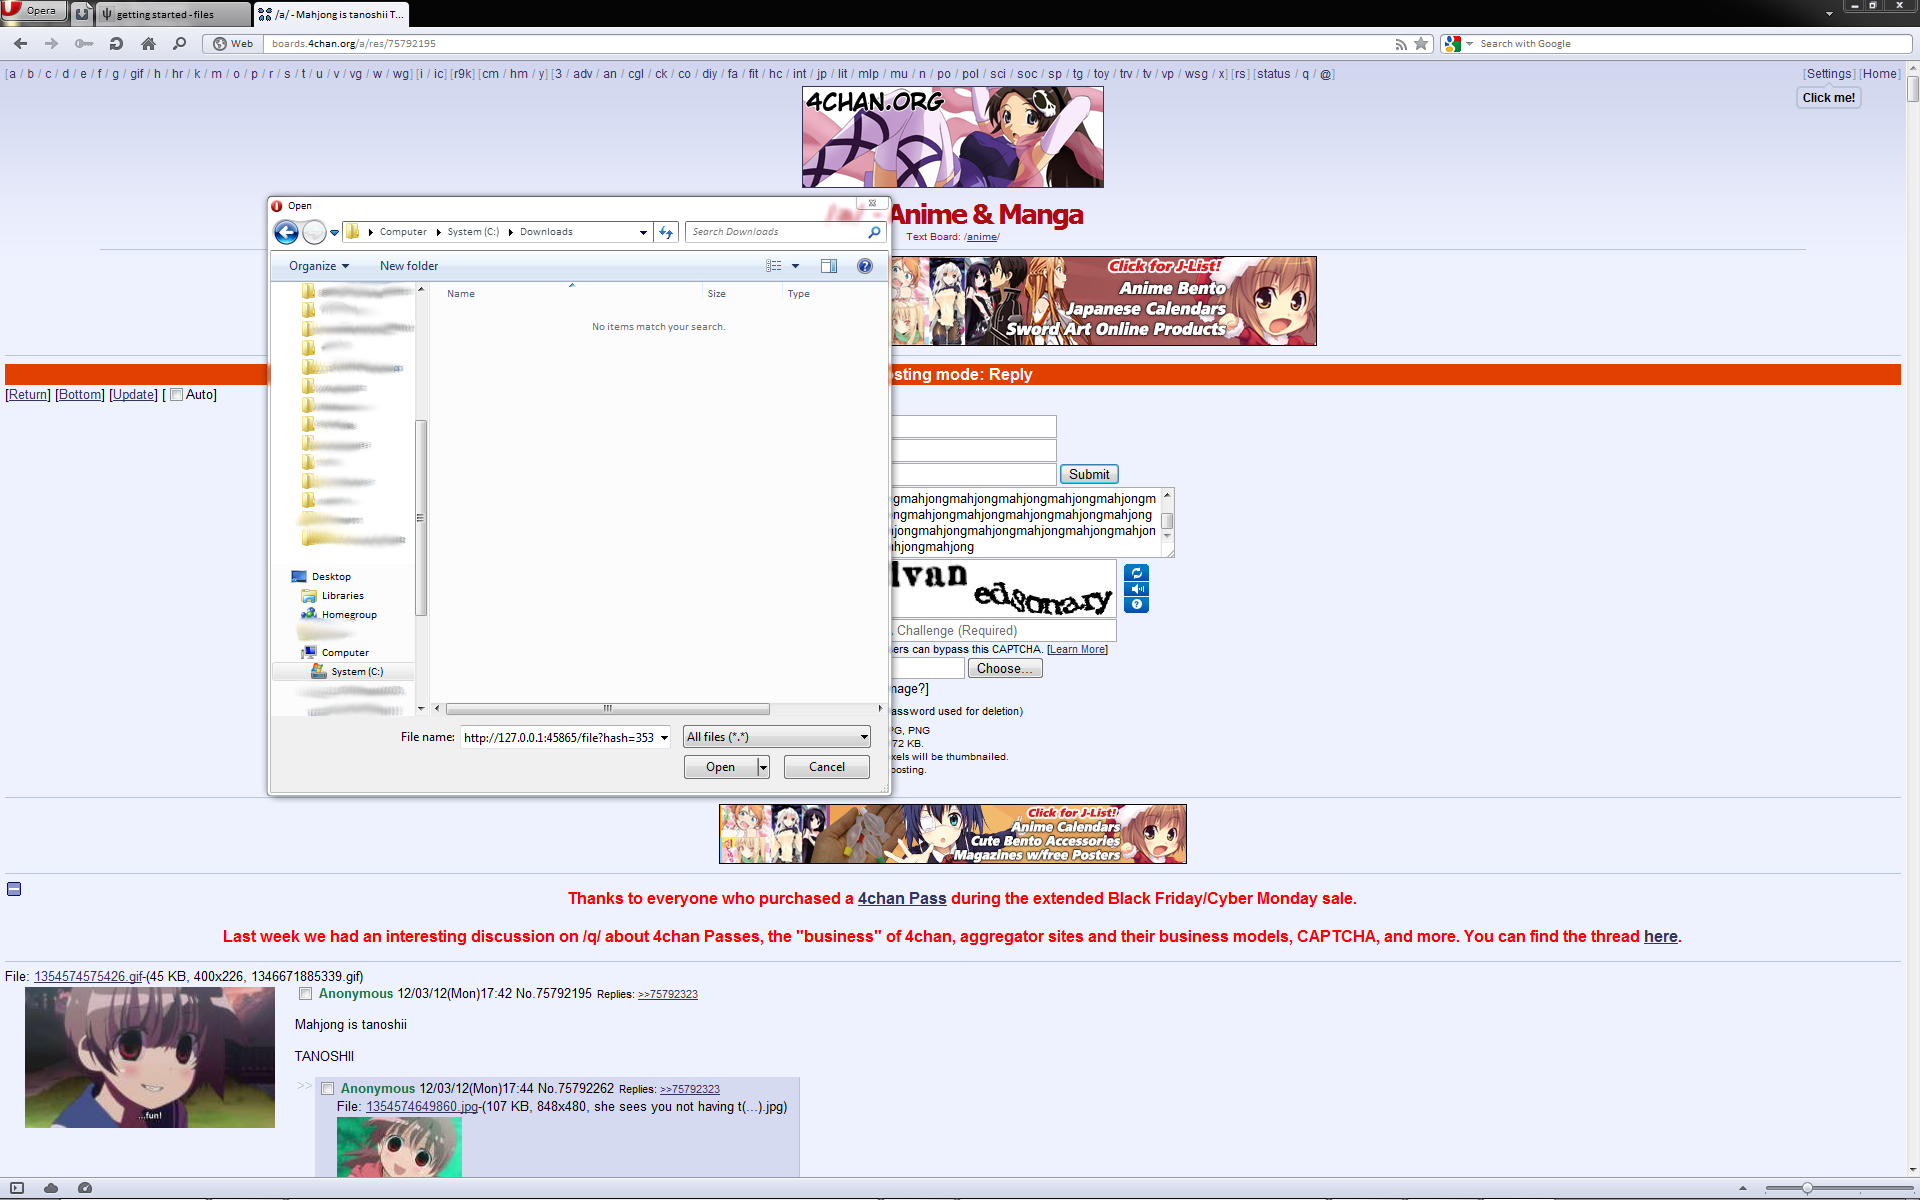 Opera
getting started - files
/a/ - Mahjong is tanoshii T...
Web
boards.4chan.org/a/res/75792195
Search with Google
[a / b / c / d / e / f / g / gif / h / hr / k / m / o / p / r / s / t / u / v / vg / w / wg] [i / ic] [r9k] [cm / hm / y] [3 / adv / an / cgl / ck / co / diy / fa / fit / hc / int / jp / lit / mlp / mu / n / po / pol / sci / soc / sp / tg / toy / trv / tv / vp / wsg / x] [rs] [status / q / @]
[Settings] [Home]
Click me!
4CHAN.ORG
/a/ - Anime & Manga
Text Board: /anime/
Click for J-List!
Anime Bento
Japanese Calendars
Sword Art Online Products
Open
Computer
System (C:)
Downloads
Search Downloads
Organize
New folder
Name
Size
Type
No items match your search.
Desktop
Libraries
Homegroup
Computer
System (C:)
File name:
http://127.0.0.1:45865/file?hash=353
All files (*.*)
Open
Cancel
sting mode: Reply
[Return] [Bottom] [Update] [ Auto]
Submit
gmahjongmahjongmahjongmahjongmahjongm
ngmahjongmahjongmahjongmahjongmahjong
jongmahjongmahjongmahjongmahjongmahjon
hjongmahjong
lvan
edsonary
Challenge (Required)
ers can bypass this CAPTCHA. [Learn More]
Choose...
mage?]
assword used for deletion)
PG, PNG
72 KB.
xels will be thumbnailed.
posting.
Click for J-List!
Anime Calendars
Cute Bento Accessories
Magazines w/free Posters
Thanks to everyone who purchased a 4chan Pass during the extended Black Friday/Cyber Monday sale.
Last week we had an interesting discussion on /q/ about 4chan Passes, the "business" of 4chan, aggregator sites and their business models, CAPTCHA, and more. You can find the thread here.
File: 1354574575426.gif-(45 KB, 400x226, 1346671885339.gif)
Anonymous 12/03/12(Mon)17:42 No.75792195 Replies: >>75792323
Mahjong is tanoshii
TANOSHII
...fun!
>> Anonymous 12/03/12(Mon)17:44 No.75792262 Replies: >>75792323
File: 1354574649860.jpg-(107 KB, 848x480, she sees you not having t(...).jpg)